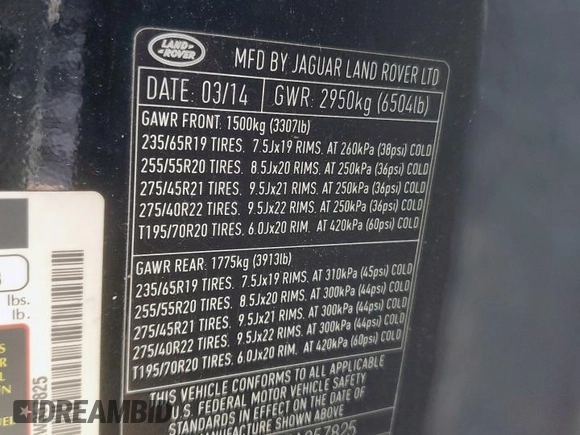 LAND
ROVER
MFD BY JAGUAR LAND ROVER LTD
DATE: 03/14
GWR: 2950kg (6504lb)
GAWR FRONT: 1500kg (3307lb)
235/65R19 TIRES. 7.5Jx19 RIMS. AT 260kPa (38psi) COLD
255/55R20 TIRES. 8.5Jx20 RIMS. AT 250kPa (36psi) COLD
275/45R21 TIRES. 9.5Jx21 RIMS. AT 250kPa (36psi) COLD
275/40R22 TIRES. 9.5Jx22 RIMS. AT 250kPa (36psi) COLD
T195/70R20 TIRES. 6.0Jx20 RIM. AT 420kPa (60psi) COLD
GAWR REAR: 1775kg (3913lb)
235/65R19 TIRES. 7.5Jx19 RIMS. AT 310kPa (45psi) COLD
255/55R20 TIRES. 8.5Jx20 RIMS. AT 300kPa (44psi) COLD
275/45R21 TIRES. 9.5Jx21 RIMS. AT 300kPa (44psi) COLD
275/40R22 TIRES. 9.5Jx22 RIMS. AT 300kPa (44psi) COLD
T195/70R20 TIRES. 6.0Jx20 RIM. AT 420kPa (60psi) COLD
THIS VEHICLE CONFORMS TO ALL APPLICABLE
U.S. FEDERAL MOTOR VEHICLE SAFETY
STANDARDS IN EFFECT ON THE DATE OF
MANUFACTURE SHOWN ABOVE
lbs.
lb.
DREAMBID